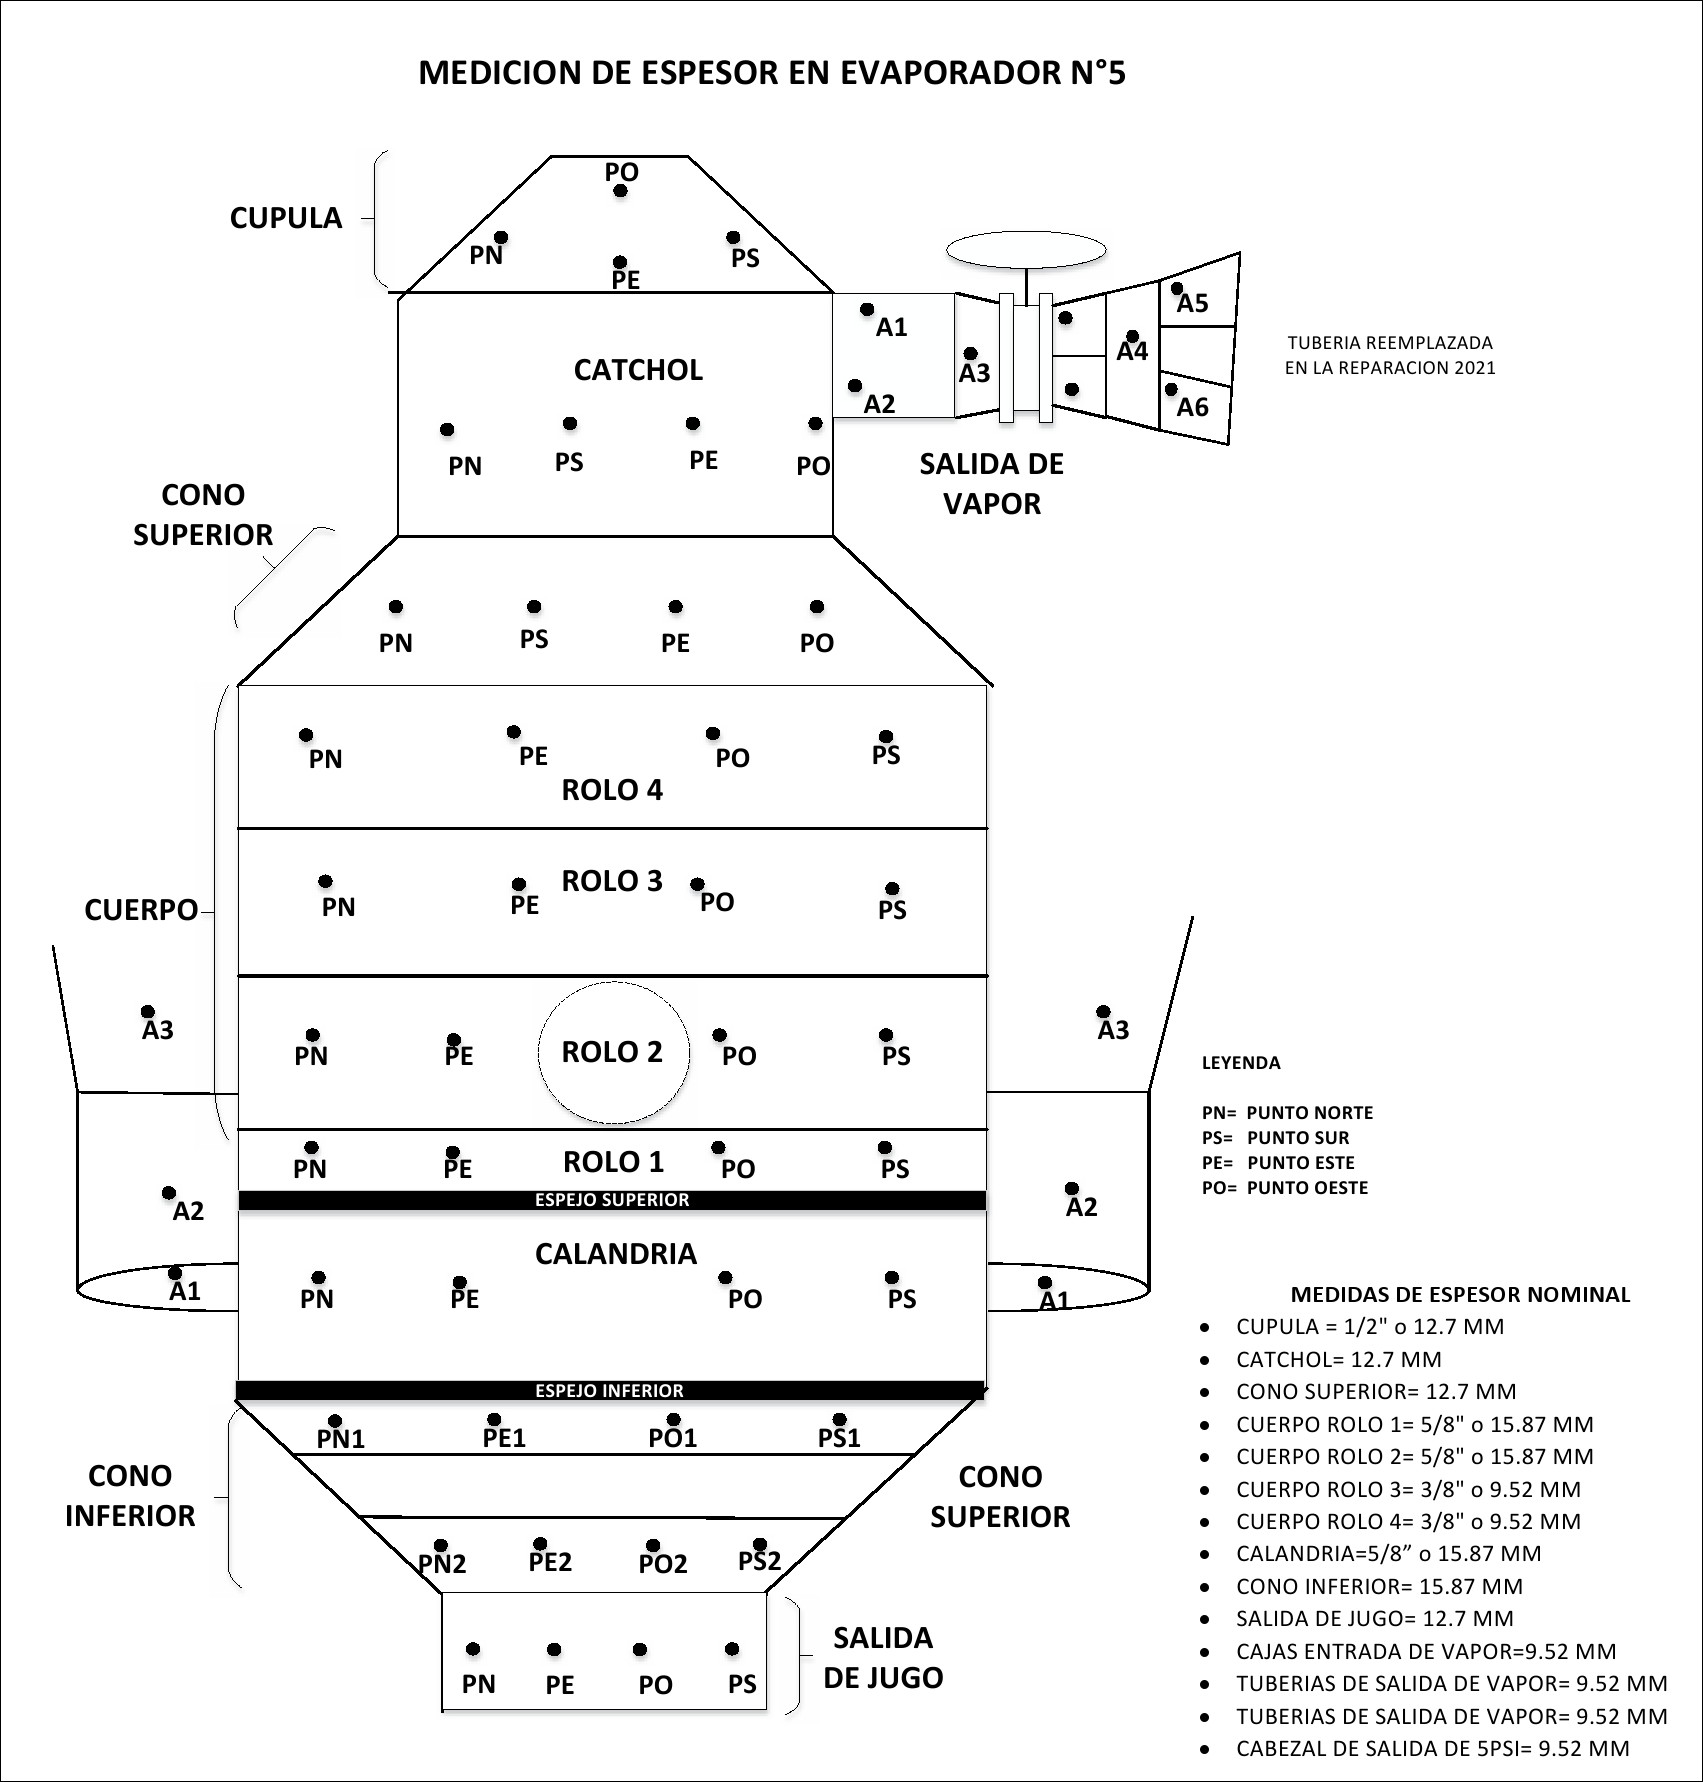 MEDICION DE ESPESOR EN EVAPORADOR N°5
PO
CUPULA
PN
PS
PE
A5
A1
A4
TUBERIA REEMPLAZADA
EN LA REPARACION 2021
CATCHOL
A3
A2
A6
PN
PS
PE
PO
SALIDA DE
VAPOR
CONO
SUPERIOR
PN
PS
PE
PO
PN
PE
PO
PS
ROLO 4
ROLO 3
PN
PE
PO
PS
CUERPO
A3
A3
PN
PE
ROLO 2
PO
PS
LEYENDA
PN= PUNTO NORTE
PS= PUNTO SUR
PE= PUNTO ESTE
PO= PUNTO OESTE
PN
PE
ROLO 1
PO
PS
ESPEJO SUPERIOR
A2
A2
CALANDRIA
A1
PN
PE
PO
PS
A1
ESPEJO INFERIOR
PN1
PE1
PO1
PS1
CONO
INFERIOR
CONO
SUPERIOR
PN2
PE2
PO2
PS2
SALIDA
DE JUGO
PN
PE
PO
PS
MEDIDAS DE ESPESOR NOMINAL
• CUPULA = 1/2" o 12.7 MM
• CATCHOL= 12.7 MM
• CONO SUPERIOR= 12.7 MM
• CUERPO ROLO 1= 5/8" o 15.87 MM
• CUERPO ROLO 2= 5/8" o 15.87 MM
• CUERPO ROLO 3= 3/8" o 9.52 MM
• CUERPO ROLO 4= 3/8" o 9.52 MM
• CALANDRIA=5/8” o 15.87 MM
• CONO INFERIOR= 15.87 MM
• SALIDA DE JUGO= 12.7 MM
• CAJAS ENTRADA DE VAPOR=9.52 MM
• TUBERIAS DE SALIDA DE VAPOR= 9.52 MM
• TUBERIAS DE SALIDA DE VAPOR= 9.52 MM
• CABEZAL DE SALIDA DE 5PSI= 9.52 MM